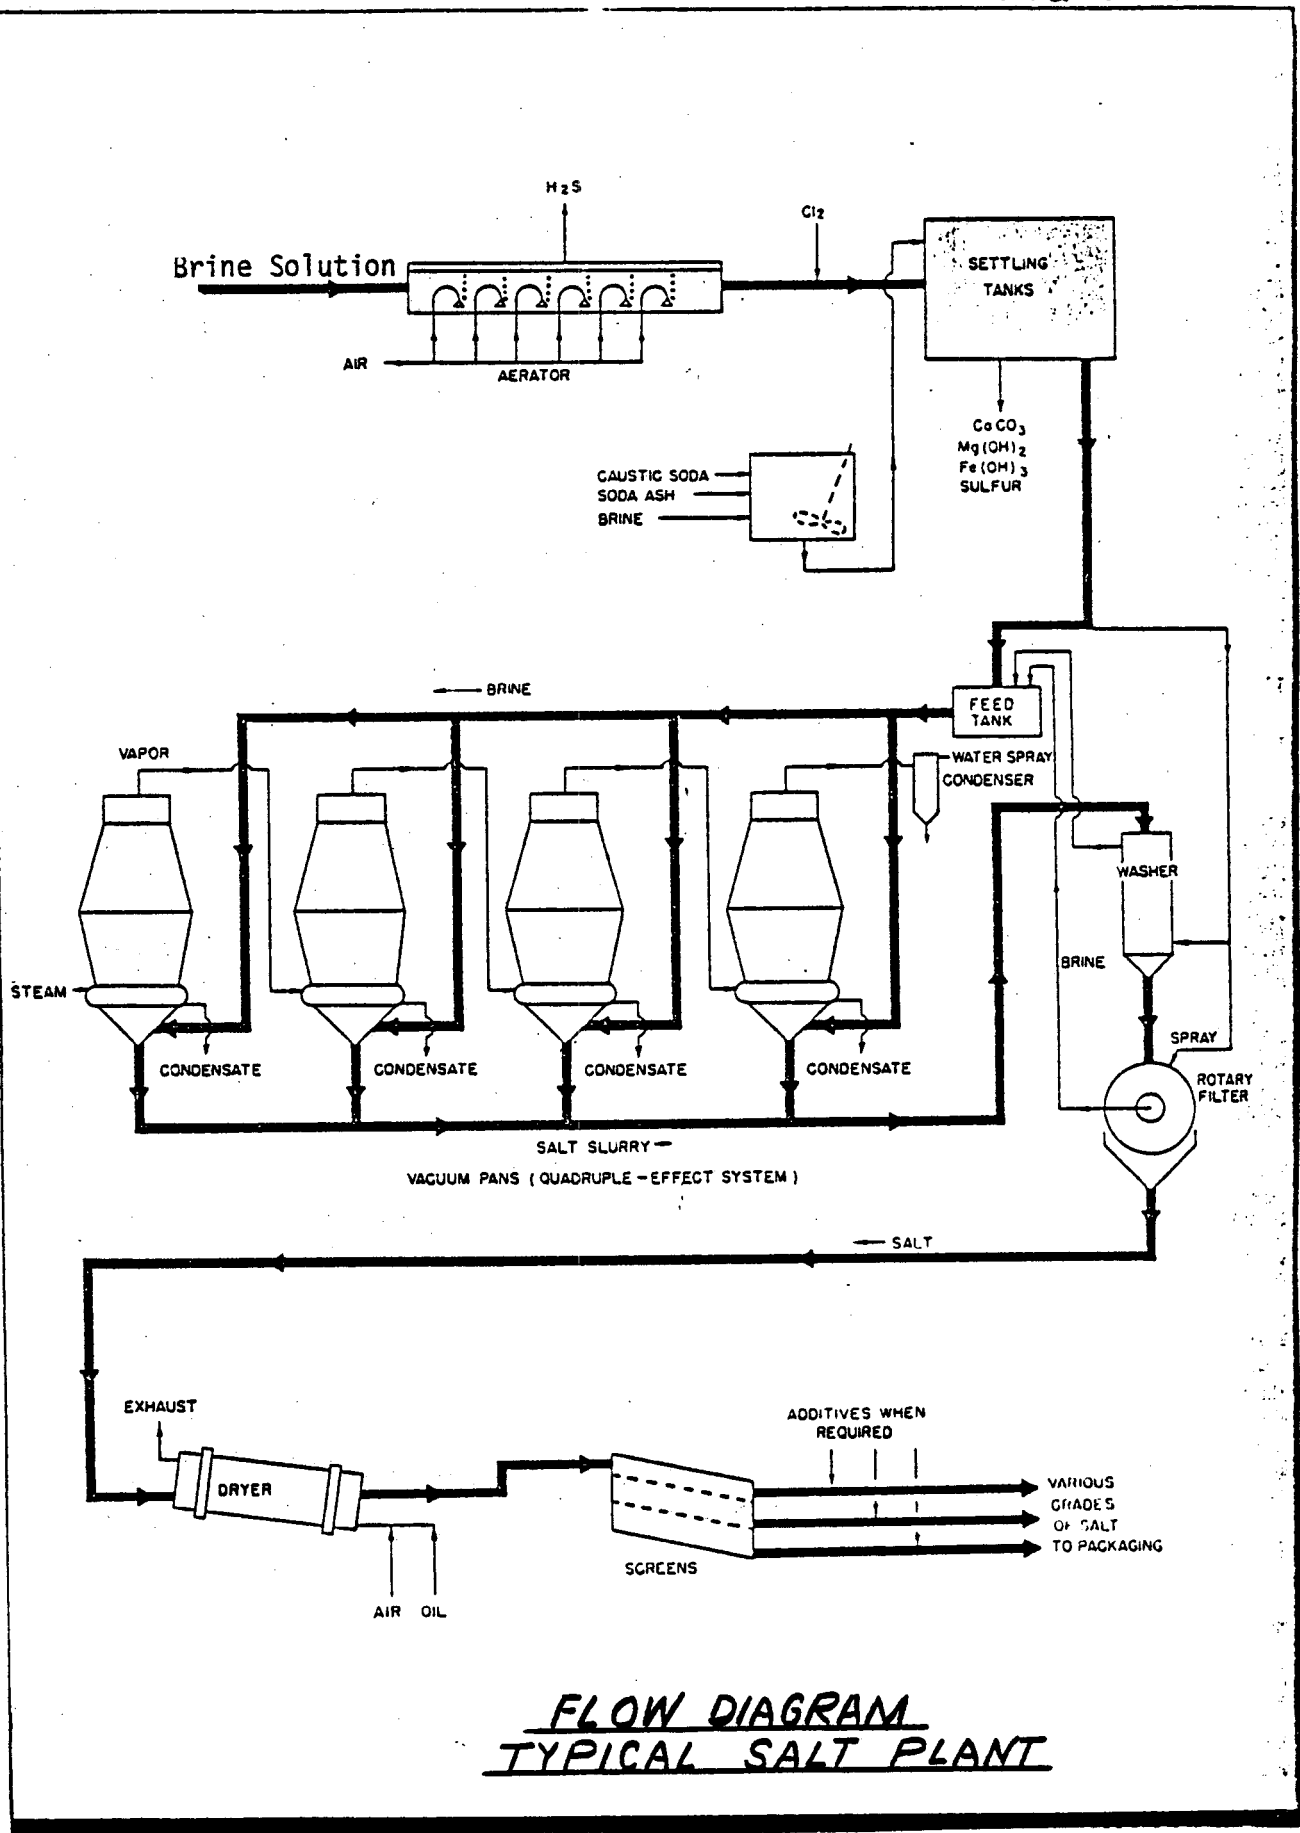 H2S
Cl2
Brine Solution
SETTLING
TANKS
AIR
AERATOR
CaCO3
Mg(OH)2
Fe(OH)3
SULFUR
CAUSTIC SODA
SODA ASH
BRINE
BRINE
FEED
TANK
VAPOR
WATER SPRAY
CONDENSER
WASHER
BRINE
STEAM
SPRAY
CONDENSATE
CONDENSATE
CONDENSATE
CONDENSATE
ROTARY
FILTER
SALT SLURRY
VACUUM PANS (QUADRUPLE-EFFECT SYSTEM)
SALT
EXHAUST
ADDITIVES WHEN
REQUIRED
DRYER
VARIOUS
GRADES
OF SALT
TO PACKAGING
SCREENS
AIR OIL
FLOW DIAGRAM
TYPICAL SALT PLANT